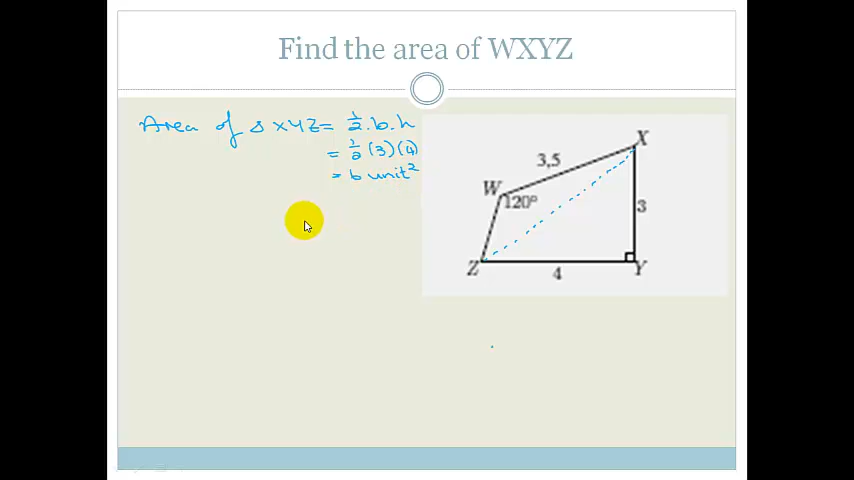 Find the area of WXYZ
Area of △ XYZ = 1/2 . b . h
= 1/2 (3)(4)
= 6 unit²
X
3,5
W
120°
3
Z
Y
4